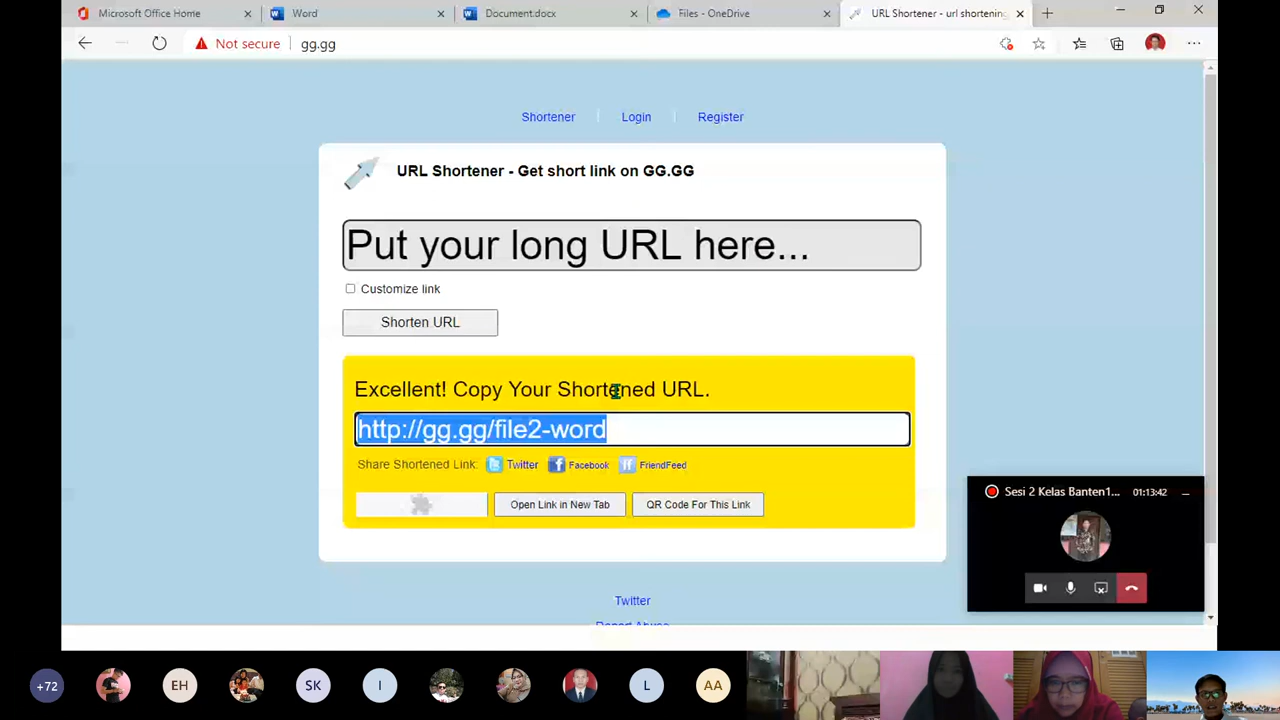 Microsoft Office Home
Word
Document.docx
Files - OneDrive
URL Shortener - url shortening
Not secure
gg.gg
Shortener
Login
Register
URL Shortener - Get short link on GG.GG
Put your long URL here...
Customize link
Shorten URL
Excellent! Copy Your Shortened URL.
http://gg.gg/file2-word
Share Shortened Link:
Twitter
Facebook
FriendFeed
Open Link in New Tab
QR Code For This Link
Sesi 2 Kelas Banten1...
01:13:42
Twitter
Report Abuse
+72
EH
SK
I
L
AA